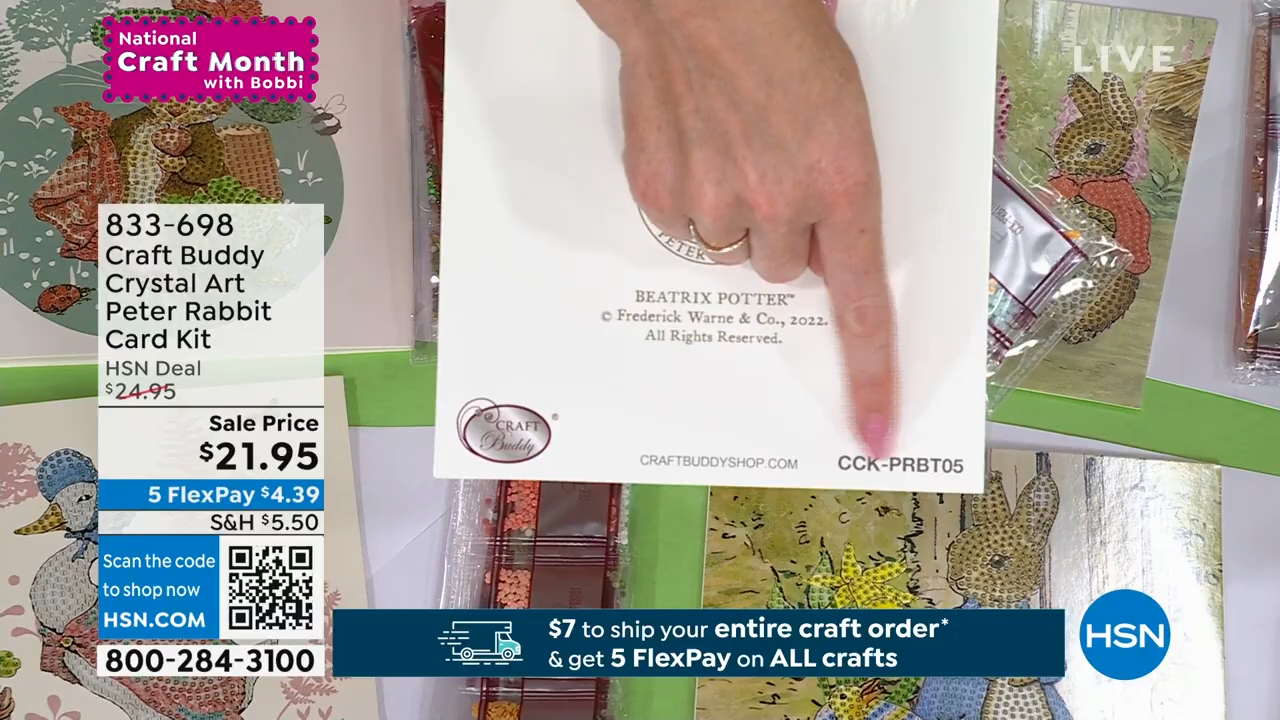 National
Craft Month
with Bobbi
LIVE
833-698
Craft Buddy
Crystal Art
Peter Rabbit
Card Kit
HSN Deal
$24.95
Sale Price
$21.95
5 FlexPay $4.39
S&H $5.50
Scan the code
to shop now
HSN.COM
800-284-3100
PETER
BEATRIX POTTER™
© Frederick Warne & Co., 2022.
All Rights Reserved.
CRAFT
Buddy
®
CRAFTBUDDYSHOP.COM
CCK-PRBT05
$7 to ship your entire craft order*
& get 5 FlexPay on ALL crafts
HSN